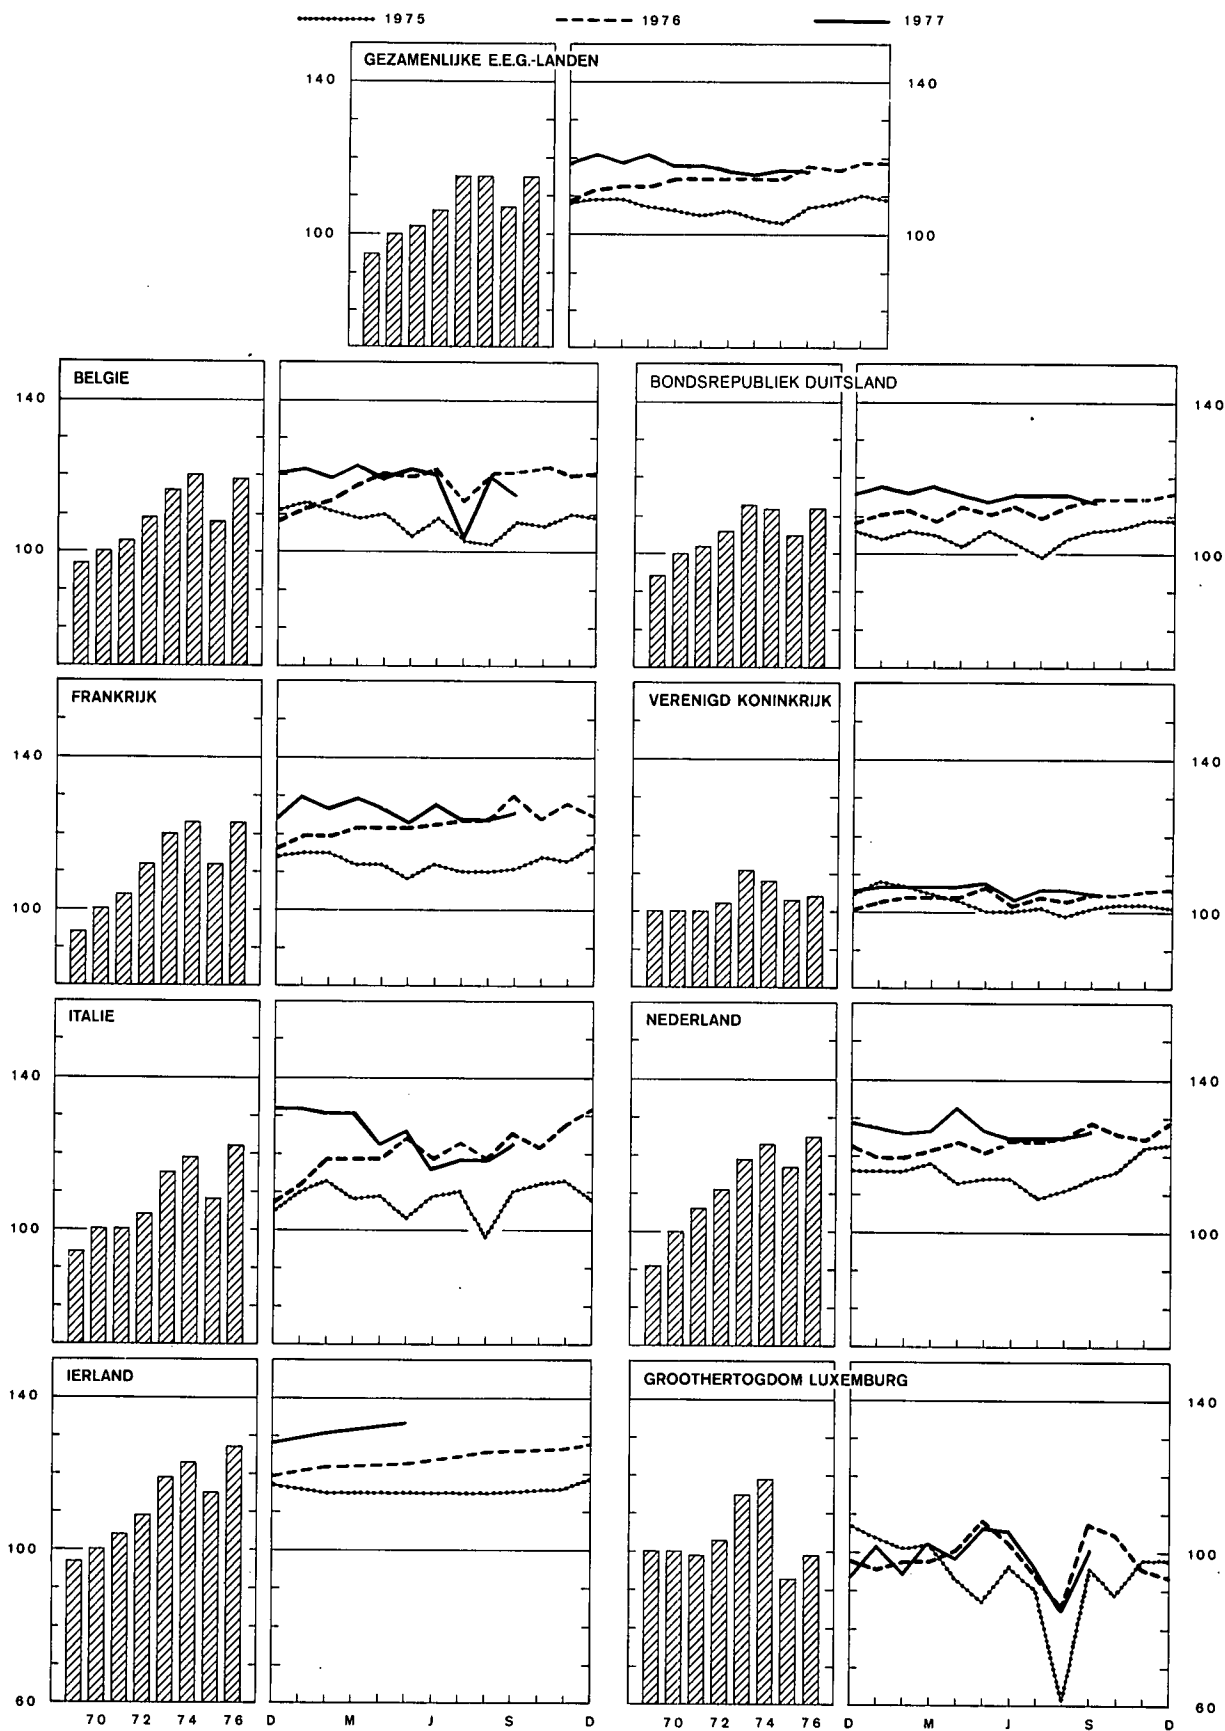 1975 1976 1977
GEZAMENLIJKE E.E.G.-LANDEN
140 140
100 100
BELGIE BONDSREPUBLIEK DUITSLAND
140 140
100 100
FRANKRIJK VERENIGD KONINKRIJK
140 140
100 100
ITALIE NEDERLAND
140 140
100 100
IERLAND GROOTHERTOGDOM LUXEMBURG
140 140
100 100
60 60
70 72 74 76 D M J S D 70 72 74 76 D M J S D